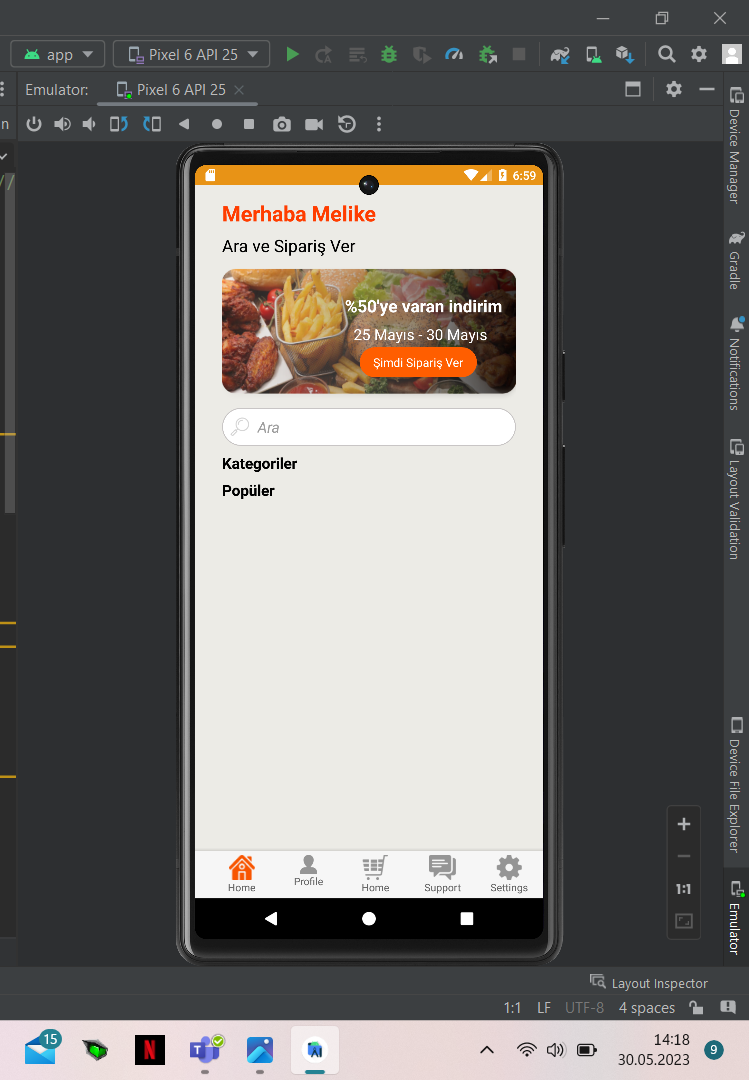 app
Pixel 6 API 25
Emulator:
Pixel 6 API 25
n
//
6:59
Merhaba Melike
Ara ve Sipariş Ver
%50'ye varan indirim
25 Mayıs - 30 Mayıs
Şimdi Sipariş Ver
Ara
Kategoriler
Popüler
Home
Profile
Home
Support
Settings
Device Manager
Gradle
Notifications
Layout Validation
Device File Explorer
Emulator
1:1
Layout Inspector
1:1
LF
UTF-8
4 spaces
15
N
T
AI
14:18
30.05.2023
9